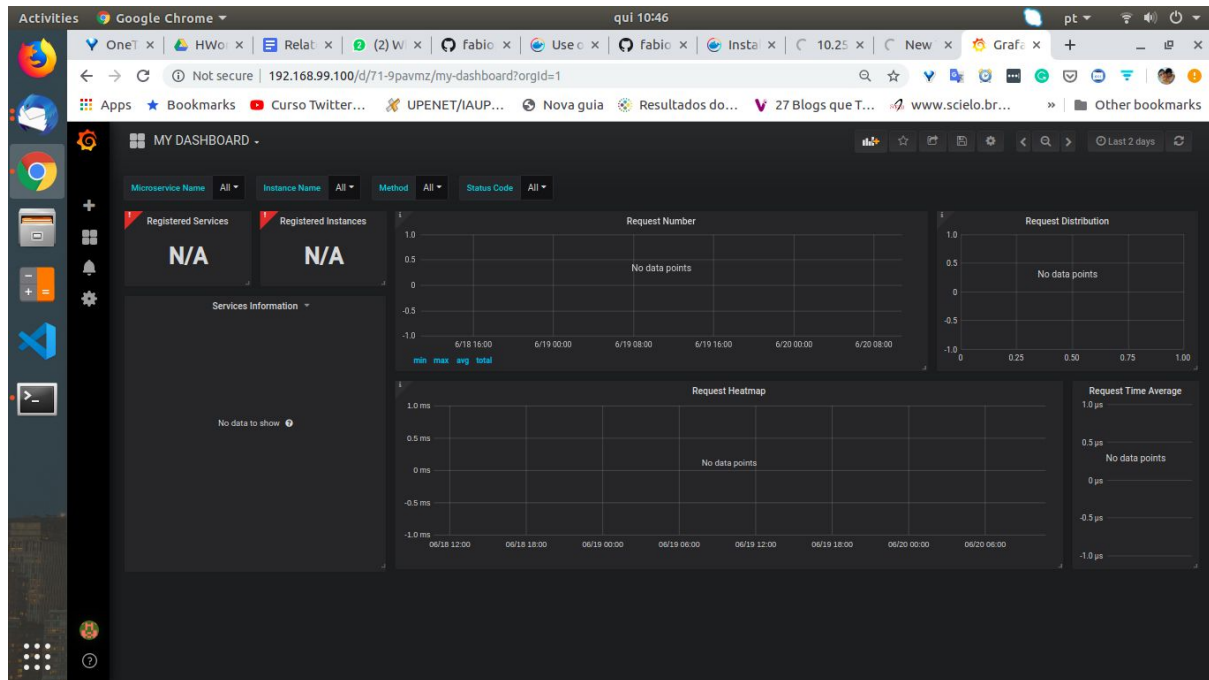 Activities Google Chrome qui 10:46 pt
OneT HWor Relat (2) W fabio Use o fabio Instal 10.25 New Grafa
Not secure 192.168.99.100/d/71-9pavmz/my-dashboard?orgId=1
Apps Bookmarks Curso Twitter... UPENET/IAUP... Nova guia Resultados do... 27 Blogs que T... www.scielo.br... » Other bookmarks
MY DASHBOARD Last 2 days
Microservice Name All Instance Name All Method All Status Code All
Registered Services
N/A
Registered Instances
N/A
Request Number
1.0
0.5
0
-0.5
-1.0
No data points
6/18 16:00 6/19 00:00 6/19 08:00 6/19 16:00 6/20 00:00 6/20 08:00
min max avg total
Request Distribution
1.0
0.5
0
-0.5
-1.0
No data points
0 0.25 0.50 0.75 1.00
Services Information
No data to show
Request Heatmap
1.0 ms
0.5 ms
0 ms
-0.5 ms
-1.0 ms
No data points
06/18 12:00 06/18 18:00 06/19 00:00 06/19 06:00 06/19 12:00 06/19 18:00 06/20 00:00 06/20 06:00
Request Time Average
1.0 µs
0.5 µs
No data points
0 µs
-0.5 µs
-1.0 µs